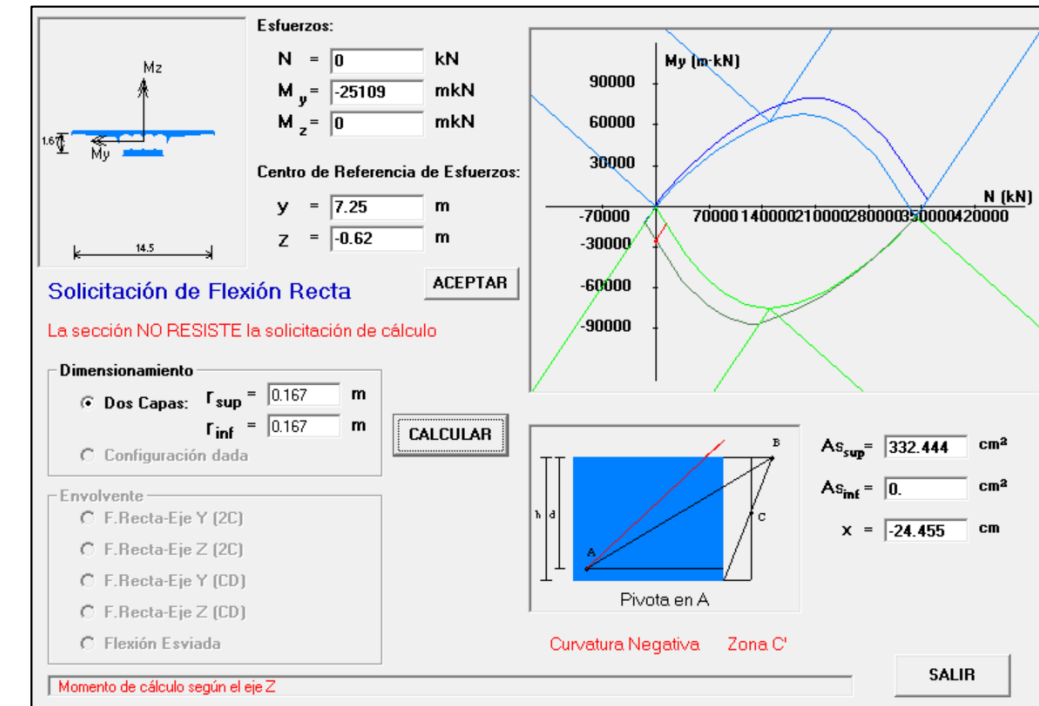 Esfuerzos:
N = 0 kN
M y = -25109 mkN
M z = 0 mkN
Centro de Referencia de Esfuerzos:
y = 7.25 m
z = -0.62 m
ACEPTAR
Mz
My
14.5
Solicitación de Flexión Recta
La sección NO RESISTE la solicitación de cálculo
Dimensionamiento
Dos Capas: r sup = 0.167 m
r inf = 0.167 m
Configuración dada
CALCULAR
Envolvente
F.Recta-Eje Y (2C)
F.Recta-Eje Z (2C)
F.Recta-Eje Y (CD)
F.Recta-Eje Z (CD)
Flexión Esviada
Momento de cálculo según el eje Z
My (m·kN)
90000
60000
30000
N (kN)
-70000 70000 140000 210000 280000 350000 420000
-30000
-60000
-90000
B
h d C
A
Pivota en A
Curvatura Negativa Zona C'
As sup = 332.444 cm²
As inf = 0. cm²
x = -24.455 cm
SALIR